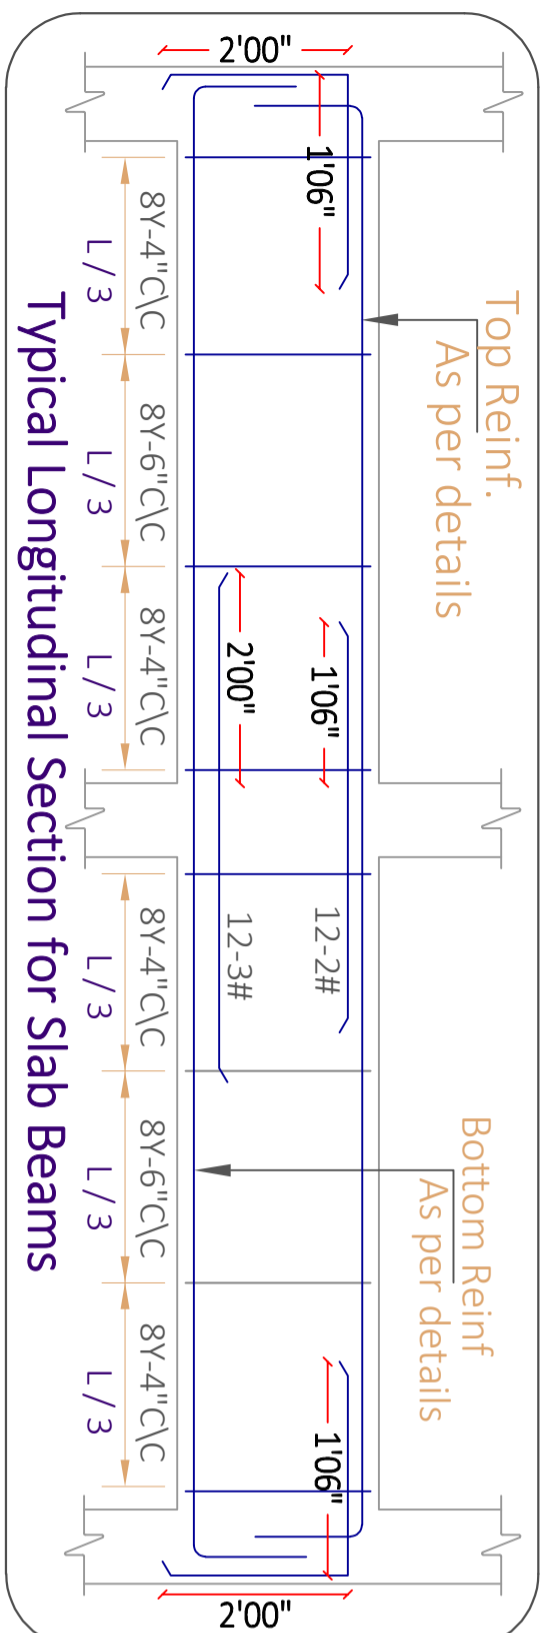 Top Reinf.
As per details
Bottom Reinf
As per details
2'00"
1'06"
1'06"
12-2#
1'06"
2'00"
2'00"
12-3#
8Y-4"C\C
8Y-6"C\C
8Y-4"C\C
8Y-4"C\C
8Y-6"C\C
8Y-4"C\C
L / 3
L / 3
L / 3
L / 3
L / 3
L / 3
Typical Longitudinal Section for Slab Beams